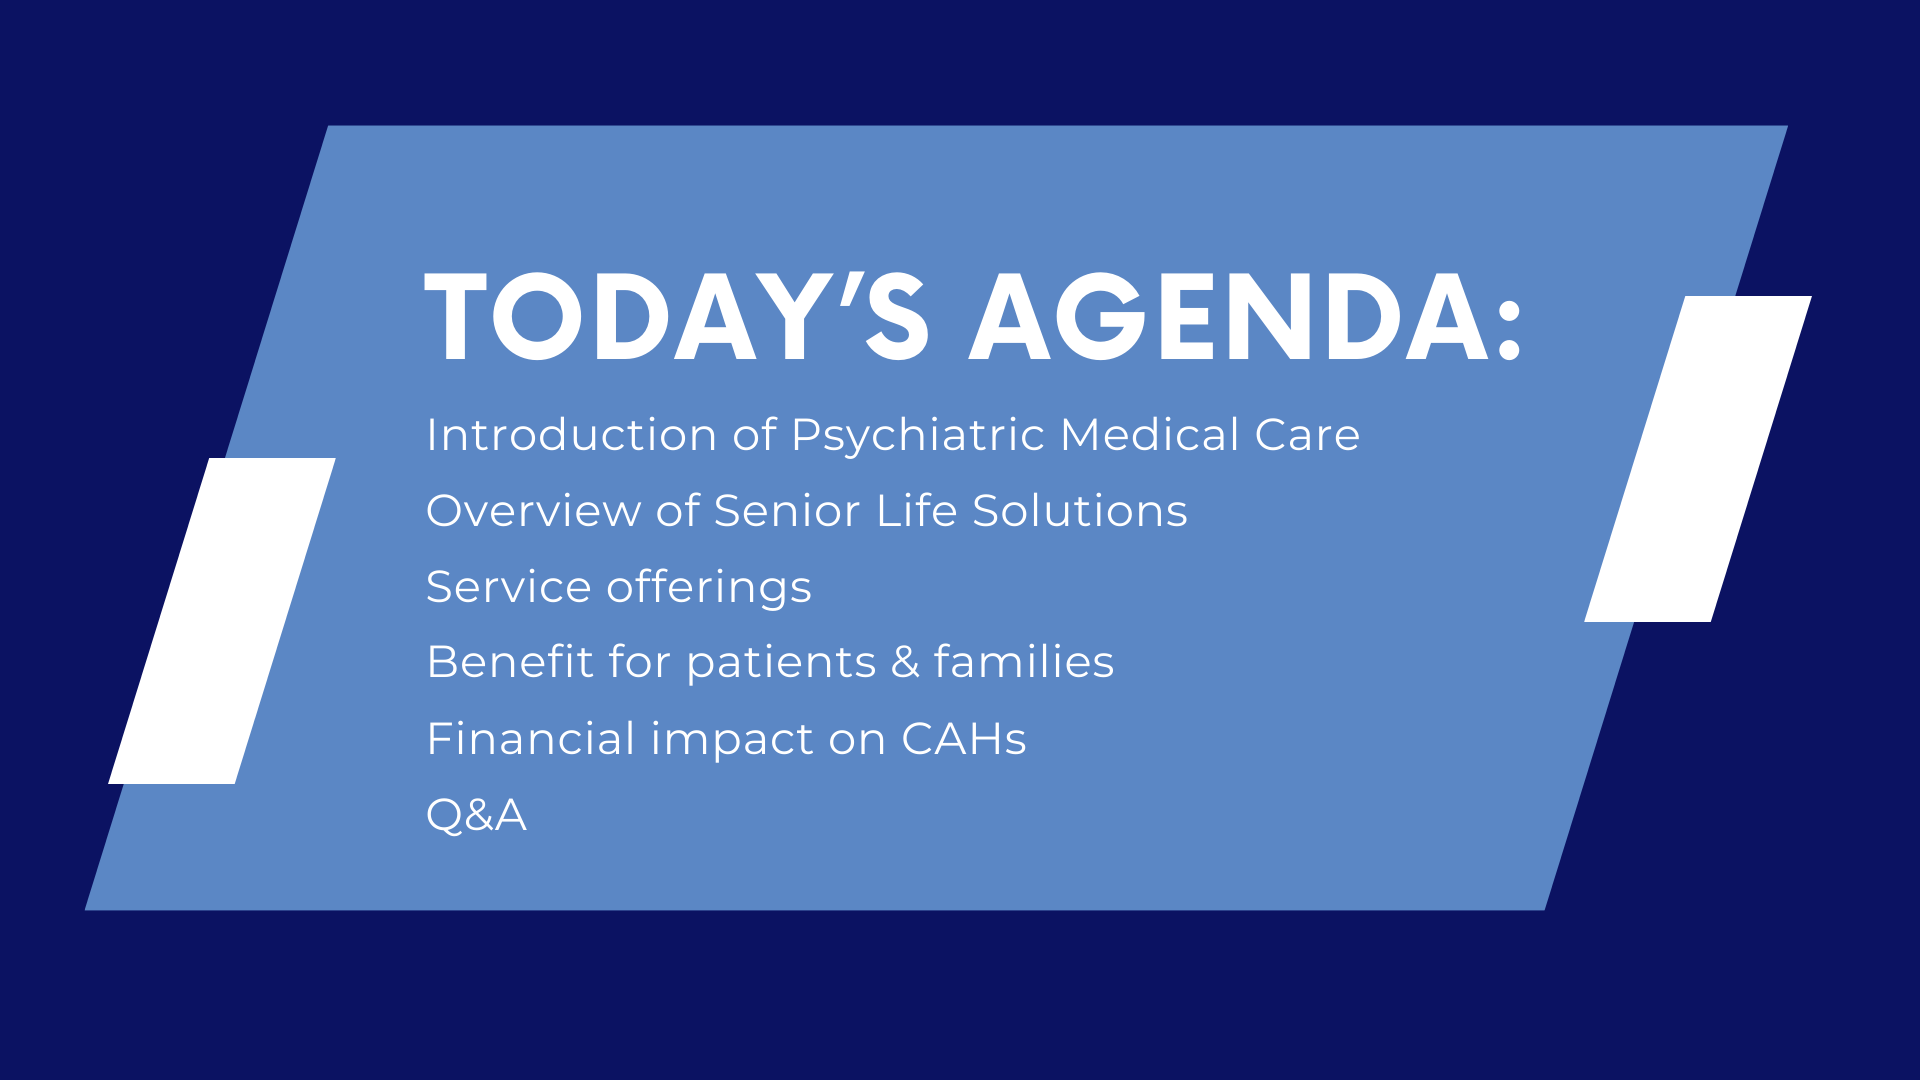 TODAY’S AGENDA:
Introduction of Psychiatric Medical Care
Overview of Senior Life Solutions
Service offerings
Benefit for patients & families
Financial impact on CAHs
Q&A